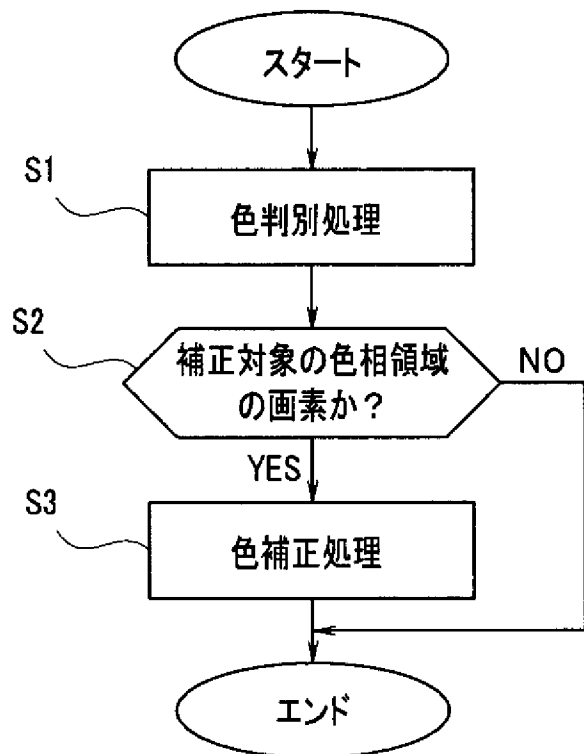 スタート
S1
色判別処理
S2
補正対象の色相領域
の画素か？
NO
YES
S3
色補正処理
エンド